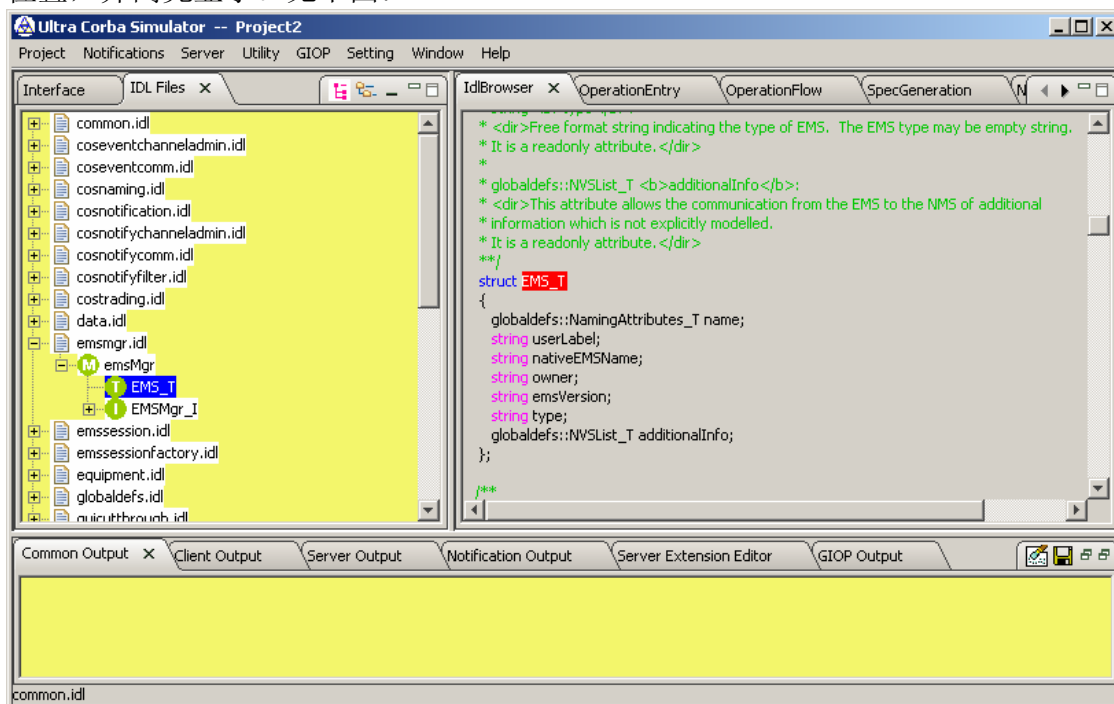 Ultra Corba Simulator -- Project2
Project Notifications Server Utility GIOP Setting Window Help
Interface IDL Files
common.idl
coseventchanneladmin.idl
coseventcomm.idl
cosnaming.idl
cosnotification.idl
cosnotifychanneladmin.idl
cosnotifycomm.idl
cosnotifyfilter.idl
costrading.idl
data.idl
emsmgr.idl
M emsMgr
T EMS_T
I EMSMgr_I
emssession.idl
emssessionfactory.idl
equipment.idl
globaldefs.idl
guicutthrough.idl
IdlBrowser OperationEntry OperationFlow SpecGeneration N
* <dir>Free format string indicating the type of EMS.  The EMS type may be empty string.
* It is a readonly attribute.</dir>
*
* globaldefs::NVSList_T <b>additionalInfo</b>:
* <dir>This attribute allows the communication from the EMS to the NMS of additional
* information which is not explicitly modelled.
* It is a readonly attribute.</dir>
**/
struct EMS_T
{
globaldefs::NamingAttributes_T name;
string userLabel;
string nativeEMSName;
string owner;
string emsVersion;
string type;
globaldefs::NVSList_T additionalInfo;
};
/**
Common Output Client Output Server Output Notification Output Server Extension Editor GIOP Output
common.idl